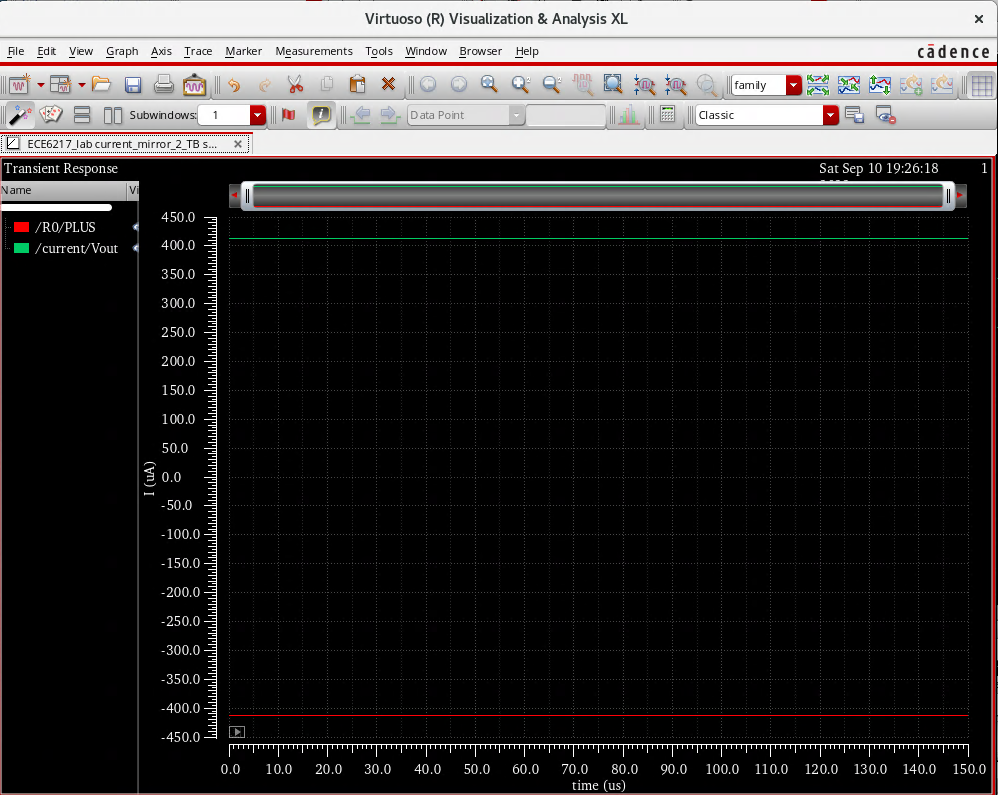 Virtuoso (R) Visualization & Analysis XL
File Edit View Graph Axis Trace Marker Measurements Tools Window Browser Help
cādence
family
Subwindows: 1
Data Point
Classic
ECE6217_lab current_mirror_2_TB s...
Transient Response
Sat Sep 10 19:26:18
1
Name
Vi
/R0/PLUS
/current/Vout
450.0
400.0
350.0
300.0
250.0
200.0
150.0
100.0
50.0
0.0
-50.0
-100.0
-150.0
-200.0
-250.0
-300.0
-350.0
-400.0
-450.0
I (uA)
0.0 10.0 20.0 30.0 40.0 50.0 60.0 70.0 80.0 90.0 100.0 110.0 120.0 130.0 140.0 150.0
time (us)